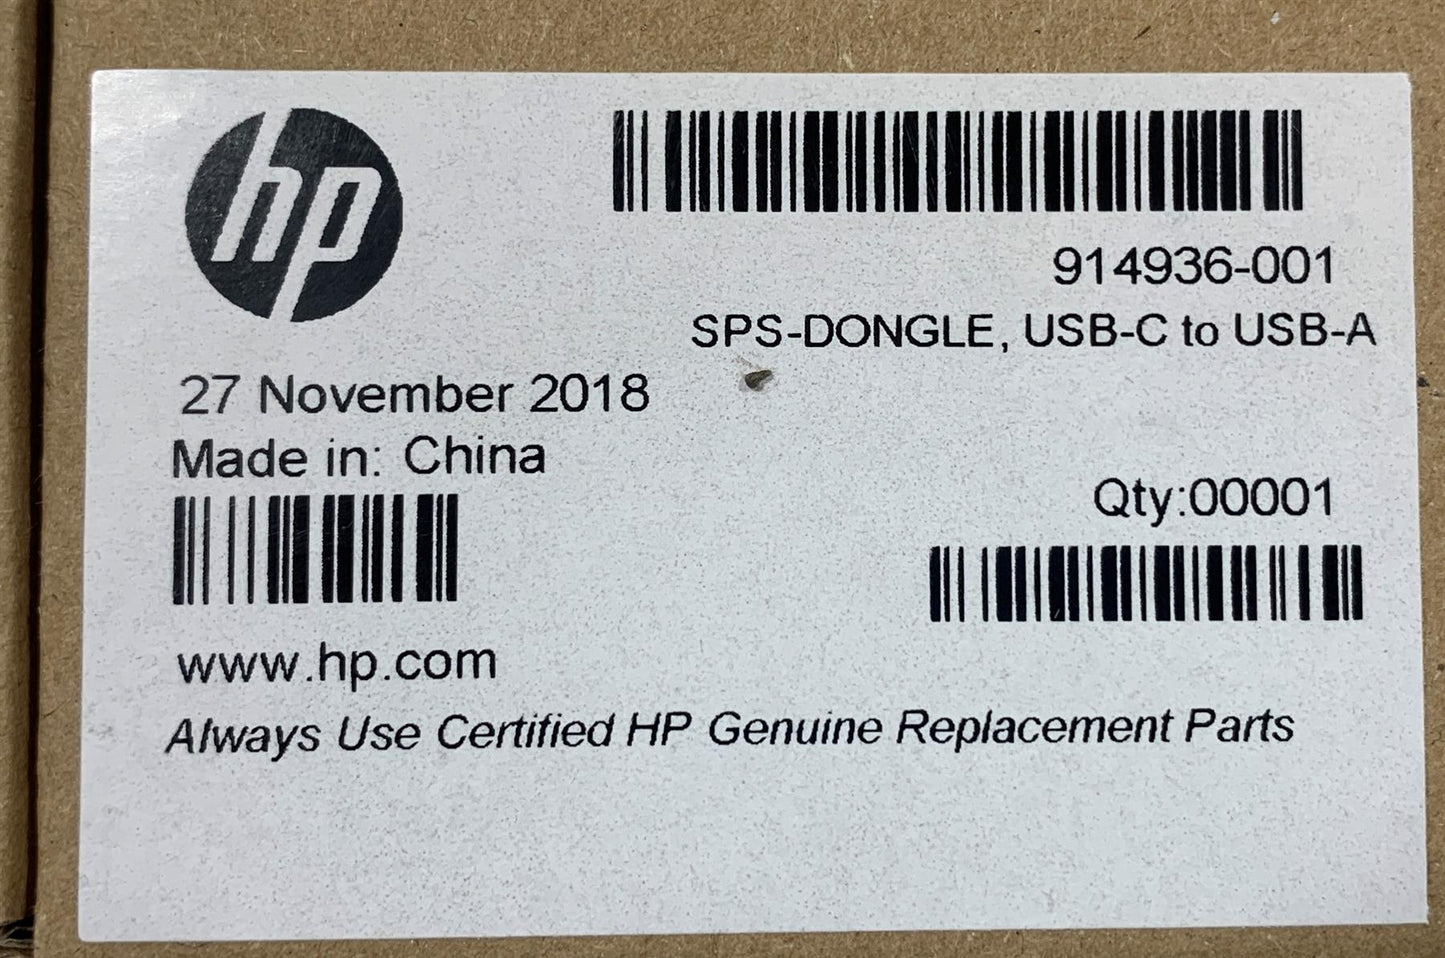 hp
914936-001
SPS-DONGLE, USB-C to USB-A
27 November 2018
Made in: China
Qty:00001
www.hp.com
Always Use Certified HP Genuine Replacement Parts